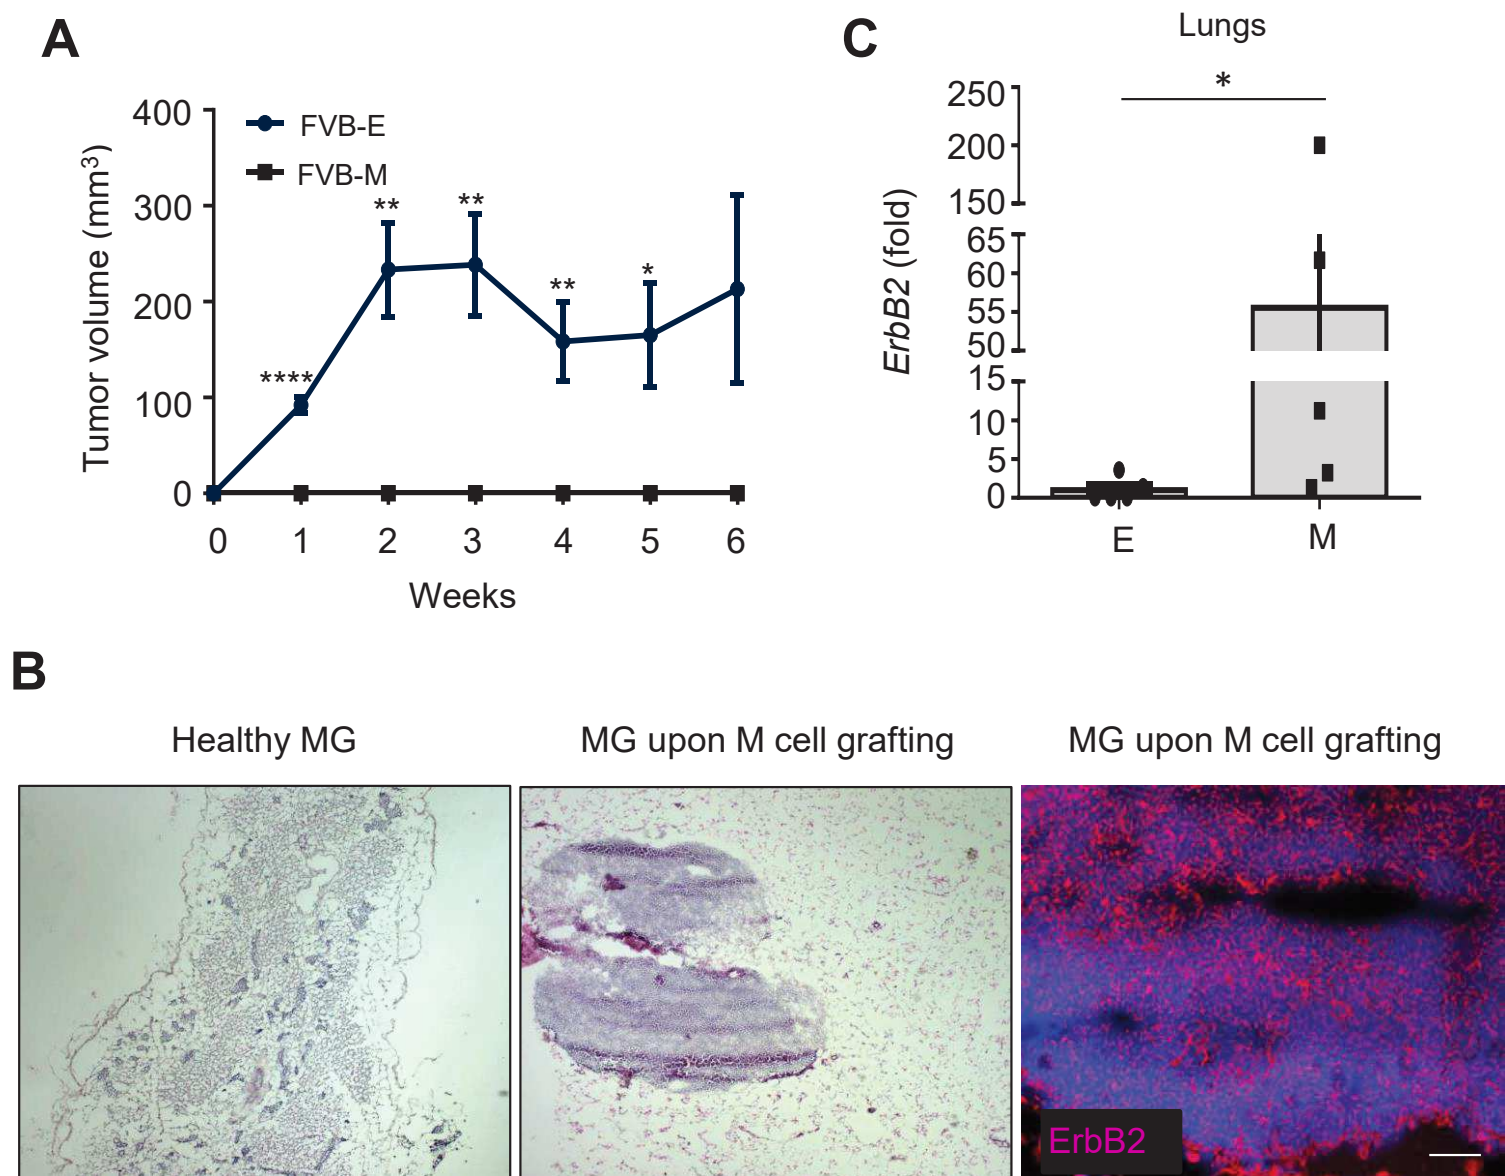 A
Tumor volume (mm³)
400
300
200
100
0
FVB-E
FVB-M
****
**
**
**
*
0 1 2 3 4 5 6
Weeks
C
Lungs
*
ErbB2 (fold)
250
200
150
65
60
55
50
15
10
5
0
E M
B
Healthy MG
MG upon M cell grafting
MG upon M cell grafting
ErbB2